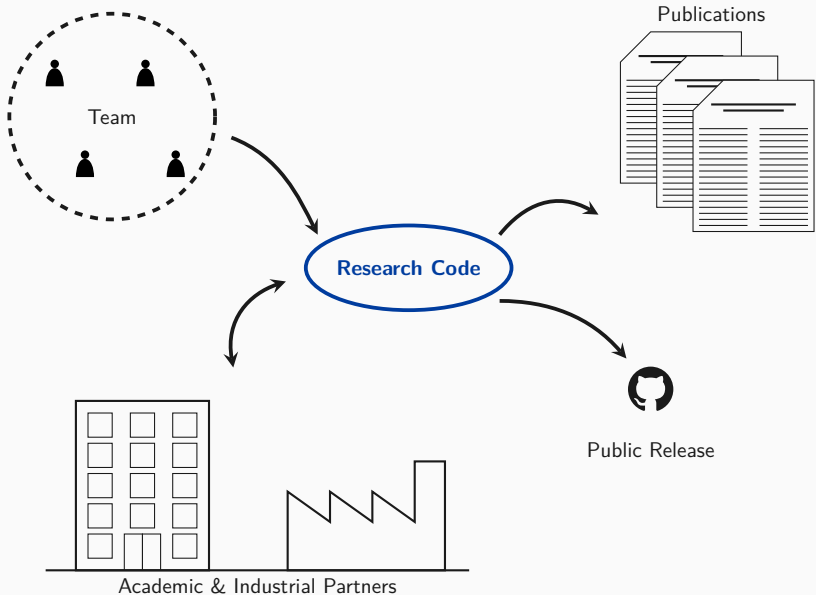 Publications
Team
Research Code
Public Release
Academic & Industrial Partners